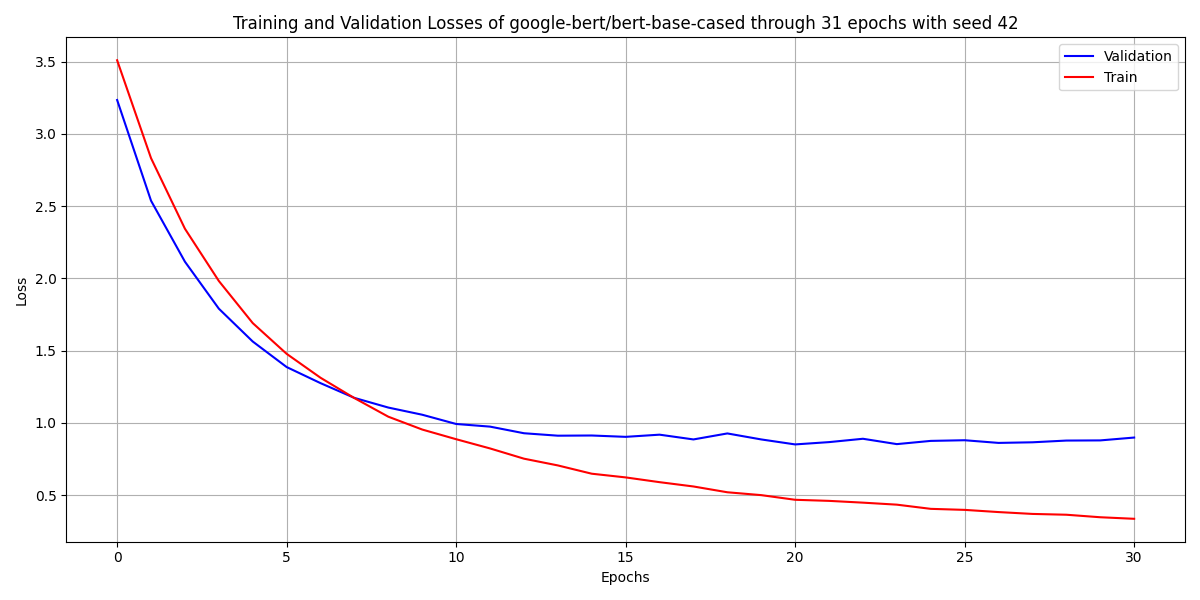 Training and Validation Losses of google-bert/bert-base-cased through 31 epochs with seed 42
Validation
Train
3.5
3.0
2.5
2.0
1.5
1.0
0.5
Loss
0 5 10 15 20 25 30
Epochs